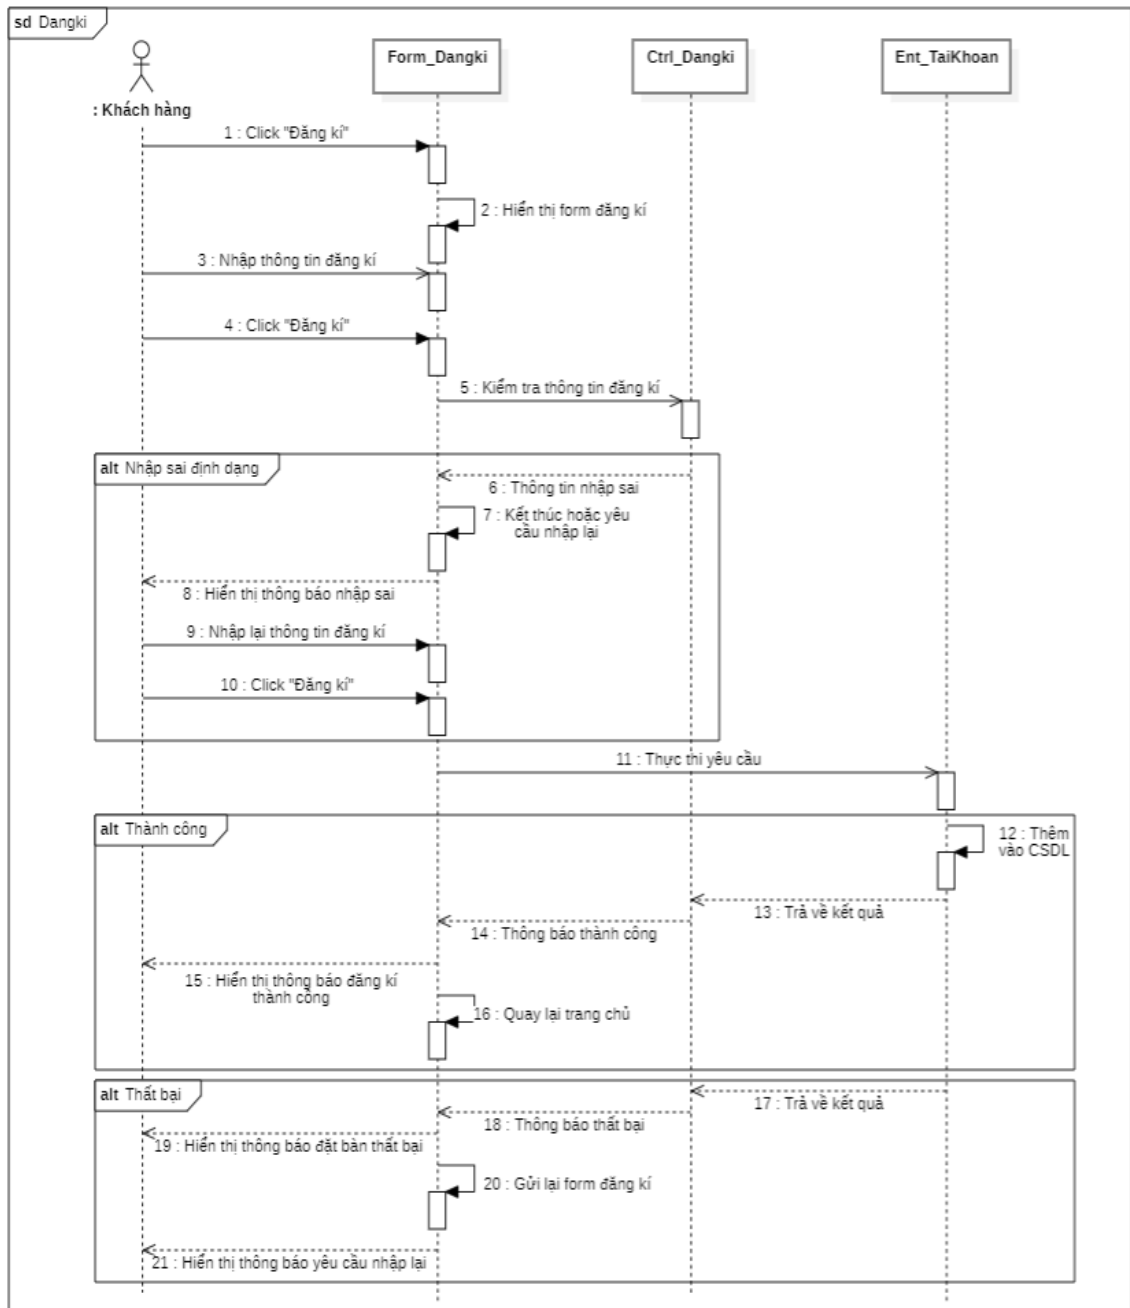 sd Dangki
Form_Dangki
Ctrl_Dangki
Ent_TaiKhoan
: Khách hàng
1 : Click "Đăng kí"
2 : Hiển thị form đăng kí
3 : Nhập thông tin đăng kí
4 : Click "Đăng kí"
5 : Kiểm tra thông tin đăng kí
alt Nhập sai định dạng
6 : Thông tin nhập sai
7 : Kết thúc hoặc yêu
cầu nhập lại
8 : Hiển thị thông báo nhập sai
9 : Nhập lại thông tin đăng kí
10 : Click "Đăng kí"
11 : Thực thi yêu cầu
alt Thành công
12 : Thêm
vào CSDL
13 : Trả về kết quả
14 : Thông báo thành công
15 : Hiển thị thông báo đăng kí
thành công
16 : Quay lại trang chủ
alt Thất bại
17 : Trả về kết quả
18 : Thông báo thất bại
19 : Hiển thị thông báo đặt bàn thất bại
20 : Gửi lại form đăng kí
21 : Hiển thị thông báo yêu cầu nhập lại